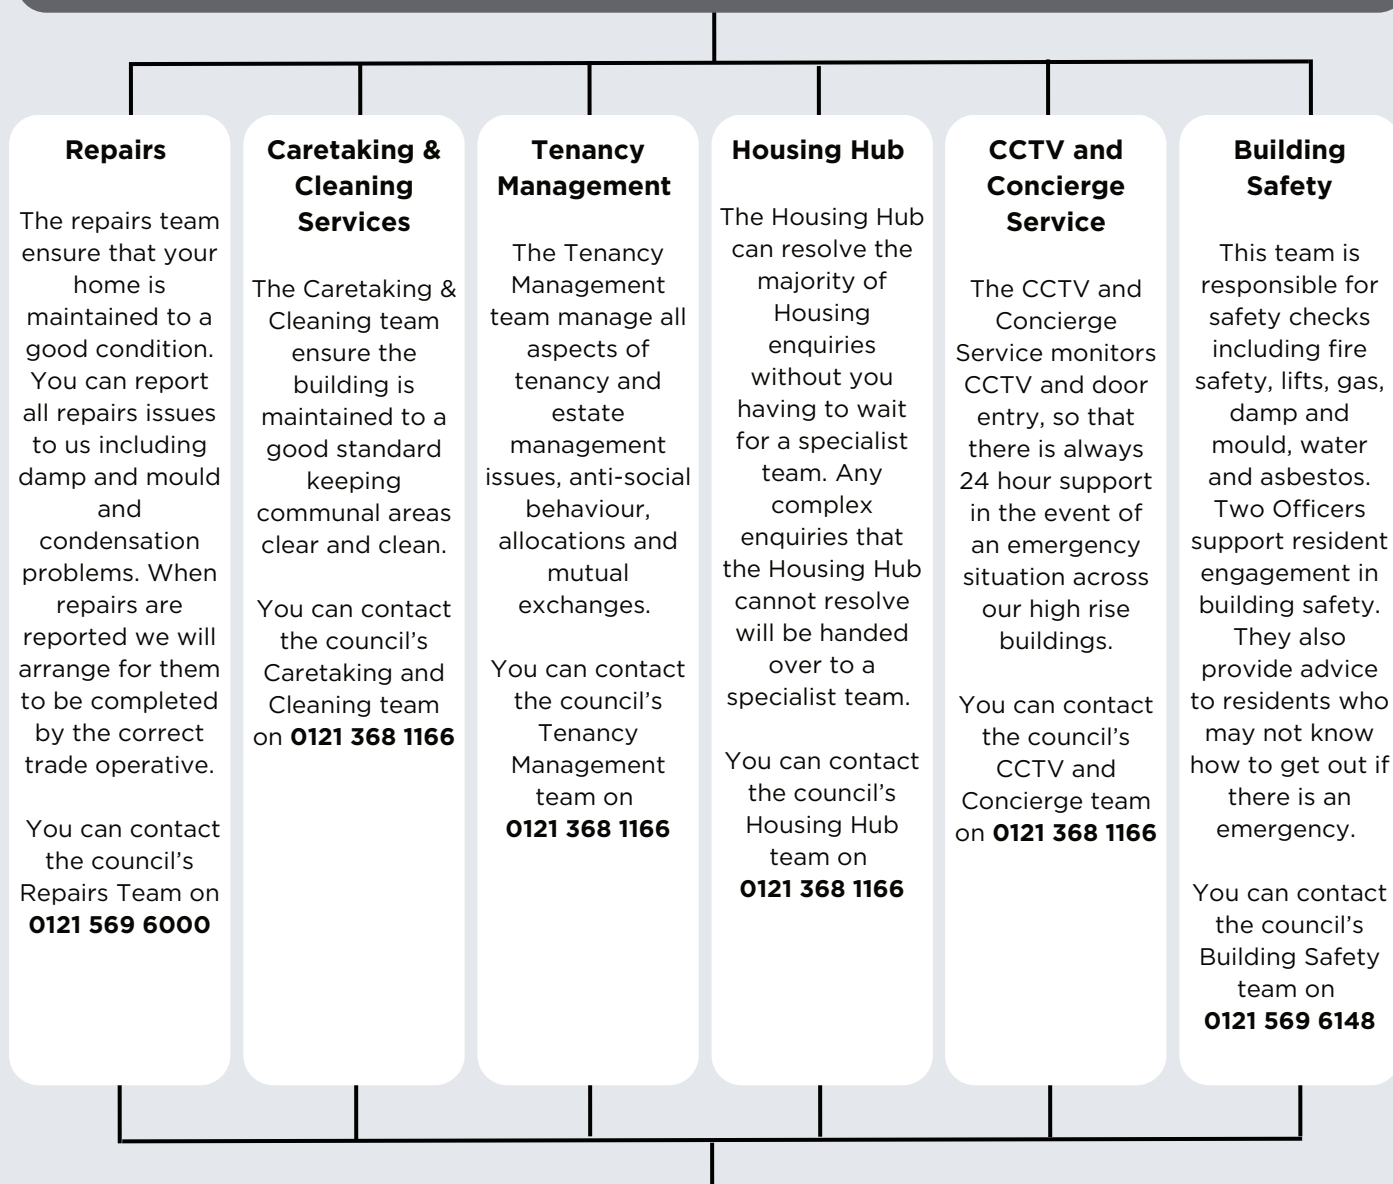 Repairs
The repairs team
ensure that your
home is
maintained to a
good condition.
You can report
all repairs issues
to us including
damp and mould
and
condensation
problems. When
repairs are
reported we will
arrange for them
to be completed
by the correct
trade operative.
You can contact
the council's
Repairs Team on
0121 569 6000
Caretaking &
Cleaning
Services
The Caretaking &
Cleaning team
ensure the
building is
maintained to a
good standard
keeping
communal areas
clear and clean.
You can contact
the council's
Caretaking and
Cleaning team
on 0121 368 1166
Tenancy
Management
The Tenancy
Management
team manage all
aspects of
tenancy and
estate
management
issues, anti-social
behaviour,
allocations and
mutual
exchanges.
You can contact
the council's
Tenancy
Management
team on
0121 368 1166
Housing Hub
The Housing Hub
can resolve the
majority of
Housing
enquiries
without you
having to wait
for a specialist
team. Any
complex
enquiries that
the Housing Hub
cannot resolve
will be handed
over to a
specialist team.
You can contact
the council's
Housing Hub
team on
0121 368 1166
CCTV and
Concierge
Service
The CCTV and
Concierge
Service monitors
CCTV and door
entry, so that
there is always
24 hour support
in the event of
an emergency
situation across
our high rise
buildings.
You can contact
the council's
CCTV and
Concierge team
on 0121 368 1166
Building
Safety
This team is
responsible for
safety checks
including fire
safety, lifts, gas,
damp and
mould, water
and asbestos.
Two Officers
support resident
engagement in
building safety.
They also
provide advice
to residents who
may not know
how to get out if
there is an
emergency.
You can contact
the council's
Building Safety
team on
0121 569 6148